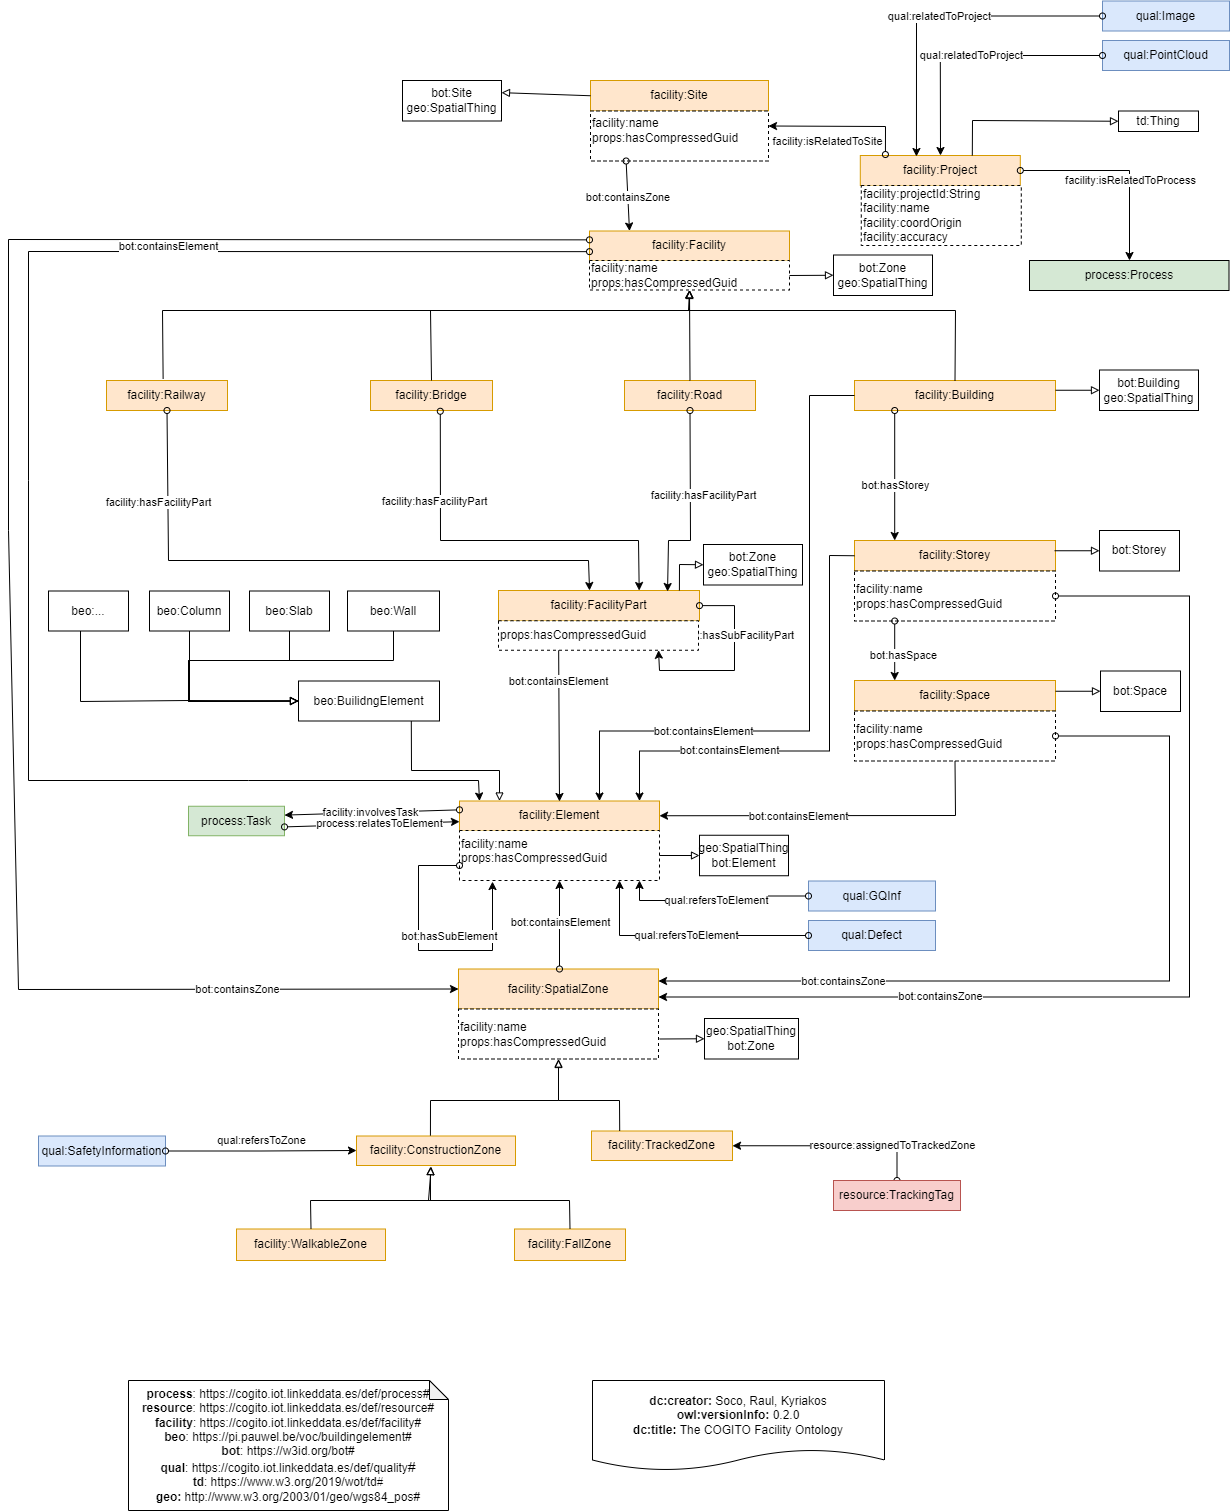 qual:relatedToProject
qual:Image
qual:relatedToProject
qual:PointCloud
bot:Site
geo:SpatialThing
facility:Site
facility:name
props:hasCompressedGuid
td:Thing
facility:isRelatedToSite
facility:Project
facility:projectId:String
facility:name
facility:coordOrigin
facility:accuracy
facility:isRelatedToProcess
bot:containsZone
bot:containsElement
facility:Facility
facility:name
props:hasCompressedGuid
bot:Zone
geo:SpatialThing
process:Process
facility:Railway
facility:Bridge
facility:Road
facility:Building
bot:Building
geo:SpatialThing
facility:hasFacilityPart
facility:hasFacilityPart
facility:hasFacilityPart
bot:hasStorey
bot:Zone
geo:SpatialThing
facility:Storey
facility:name
props:hasCompressedGuid
bot:Storey
beo:...
beo:Column
beo:Slab
beo:Wall
facility:FacilityPart
props:hasCompressedGuid
:hasSubFacilityPart
bot:hasSpace
bot:containsElement
beo:BuilidngElement
facility:Space
facility:name
props:hasCompressedGuid
bot:Space
bot:containsElement
bot:containsElement
process:Task
facility:involvesTask
process:relatesToElement
facility:Element
facility:name
props:hasCompressedGuid
bot:containsElement
geo:SpatialThing
bot:Element
qual:refersToElement
qual:GQInf
bot:hasSubElement
bot:containsElement
qual:refersToElement
qual:Defect
bot:containsZone
facility:SpatialZone
facility:name
props:hasCompressedGuid
bot:containsZone
bot:containsZone
geo:SpatialThing
bot:Zone
qual:SafetyInformation
qual:refersToZone
facility:ConstructionZone
facility:TrackedZone
resource:assignedToTrackedZone
resource:TrackingTag
facility:WalkableZone
facility:FallZone
process: https://cogito.iot.linkeddata.es/def/process#
resource: https://cogito.iot.linkeddata.es/def/resource#
facility: https://cogito.iot.linkeddata.es/def/facility#
beo: https://pi.pauwel.be/voc/buildingelement#
bot: https://w3id.org/bot#
qual: https://cogito.iot.linkeddata.es/def/quality#
td: https://www.w3.org/2019/wot/td#
geo: http://www.w3.org/2003/01/geo/wgs84_pos#
dc:creator: Soco, Raul, Kyriakos
owl:versionInfo: 0.2.0
dc:title: The COGITO Facility Ontology